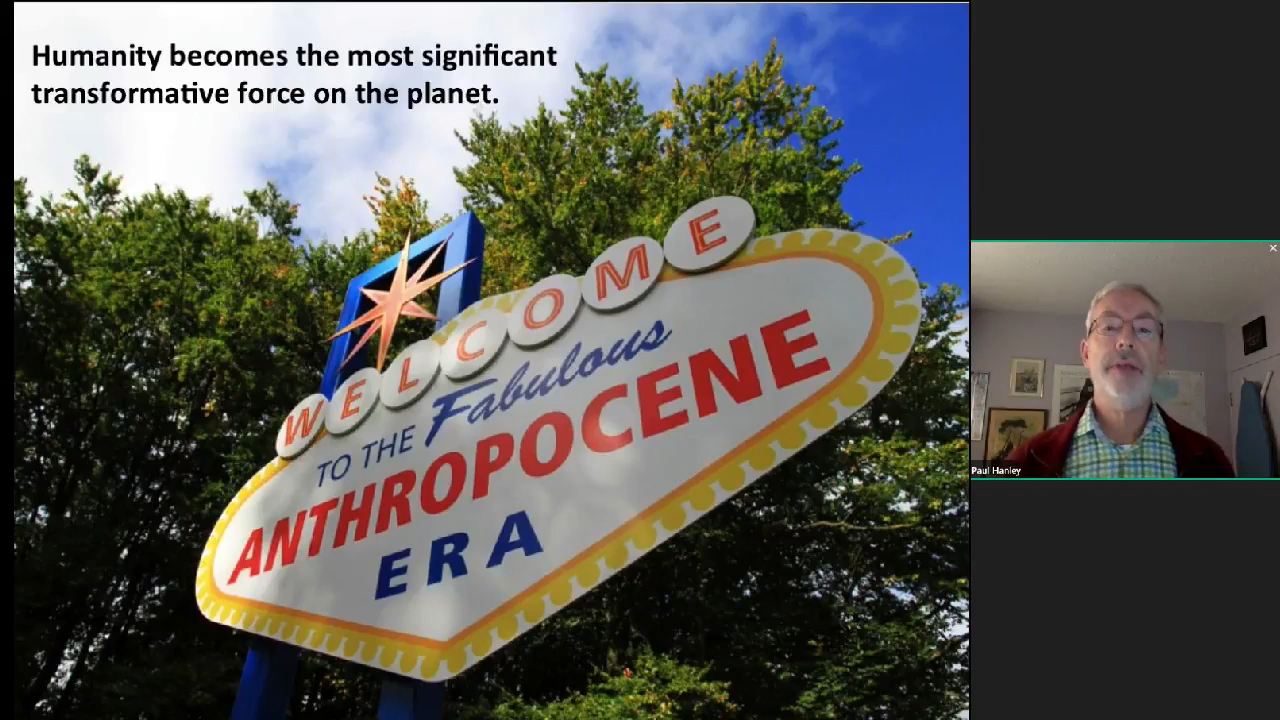 Humanity becomes the most significant
transformative force on the planet.
WELCOME
TO THE Fabulous
ANTHROPOCENE
ERA
Paul Hanley